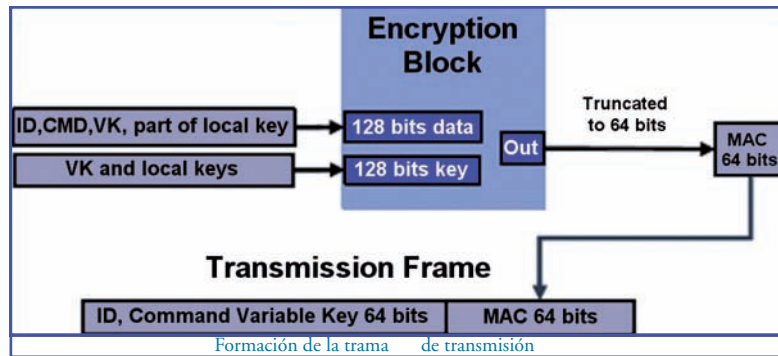 Encryption
Block
ID,CMD,VK, part of local key
128 bits data
Truncated
to 64 bits
Out
MAC
64 bits
VK and local keys
128 bits key
Transmission Frame
ID, Command Variable Key 64 bits
MAC 64 bits
Formación de la trama de transmisión